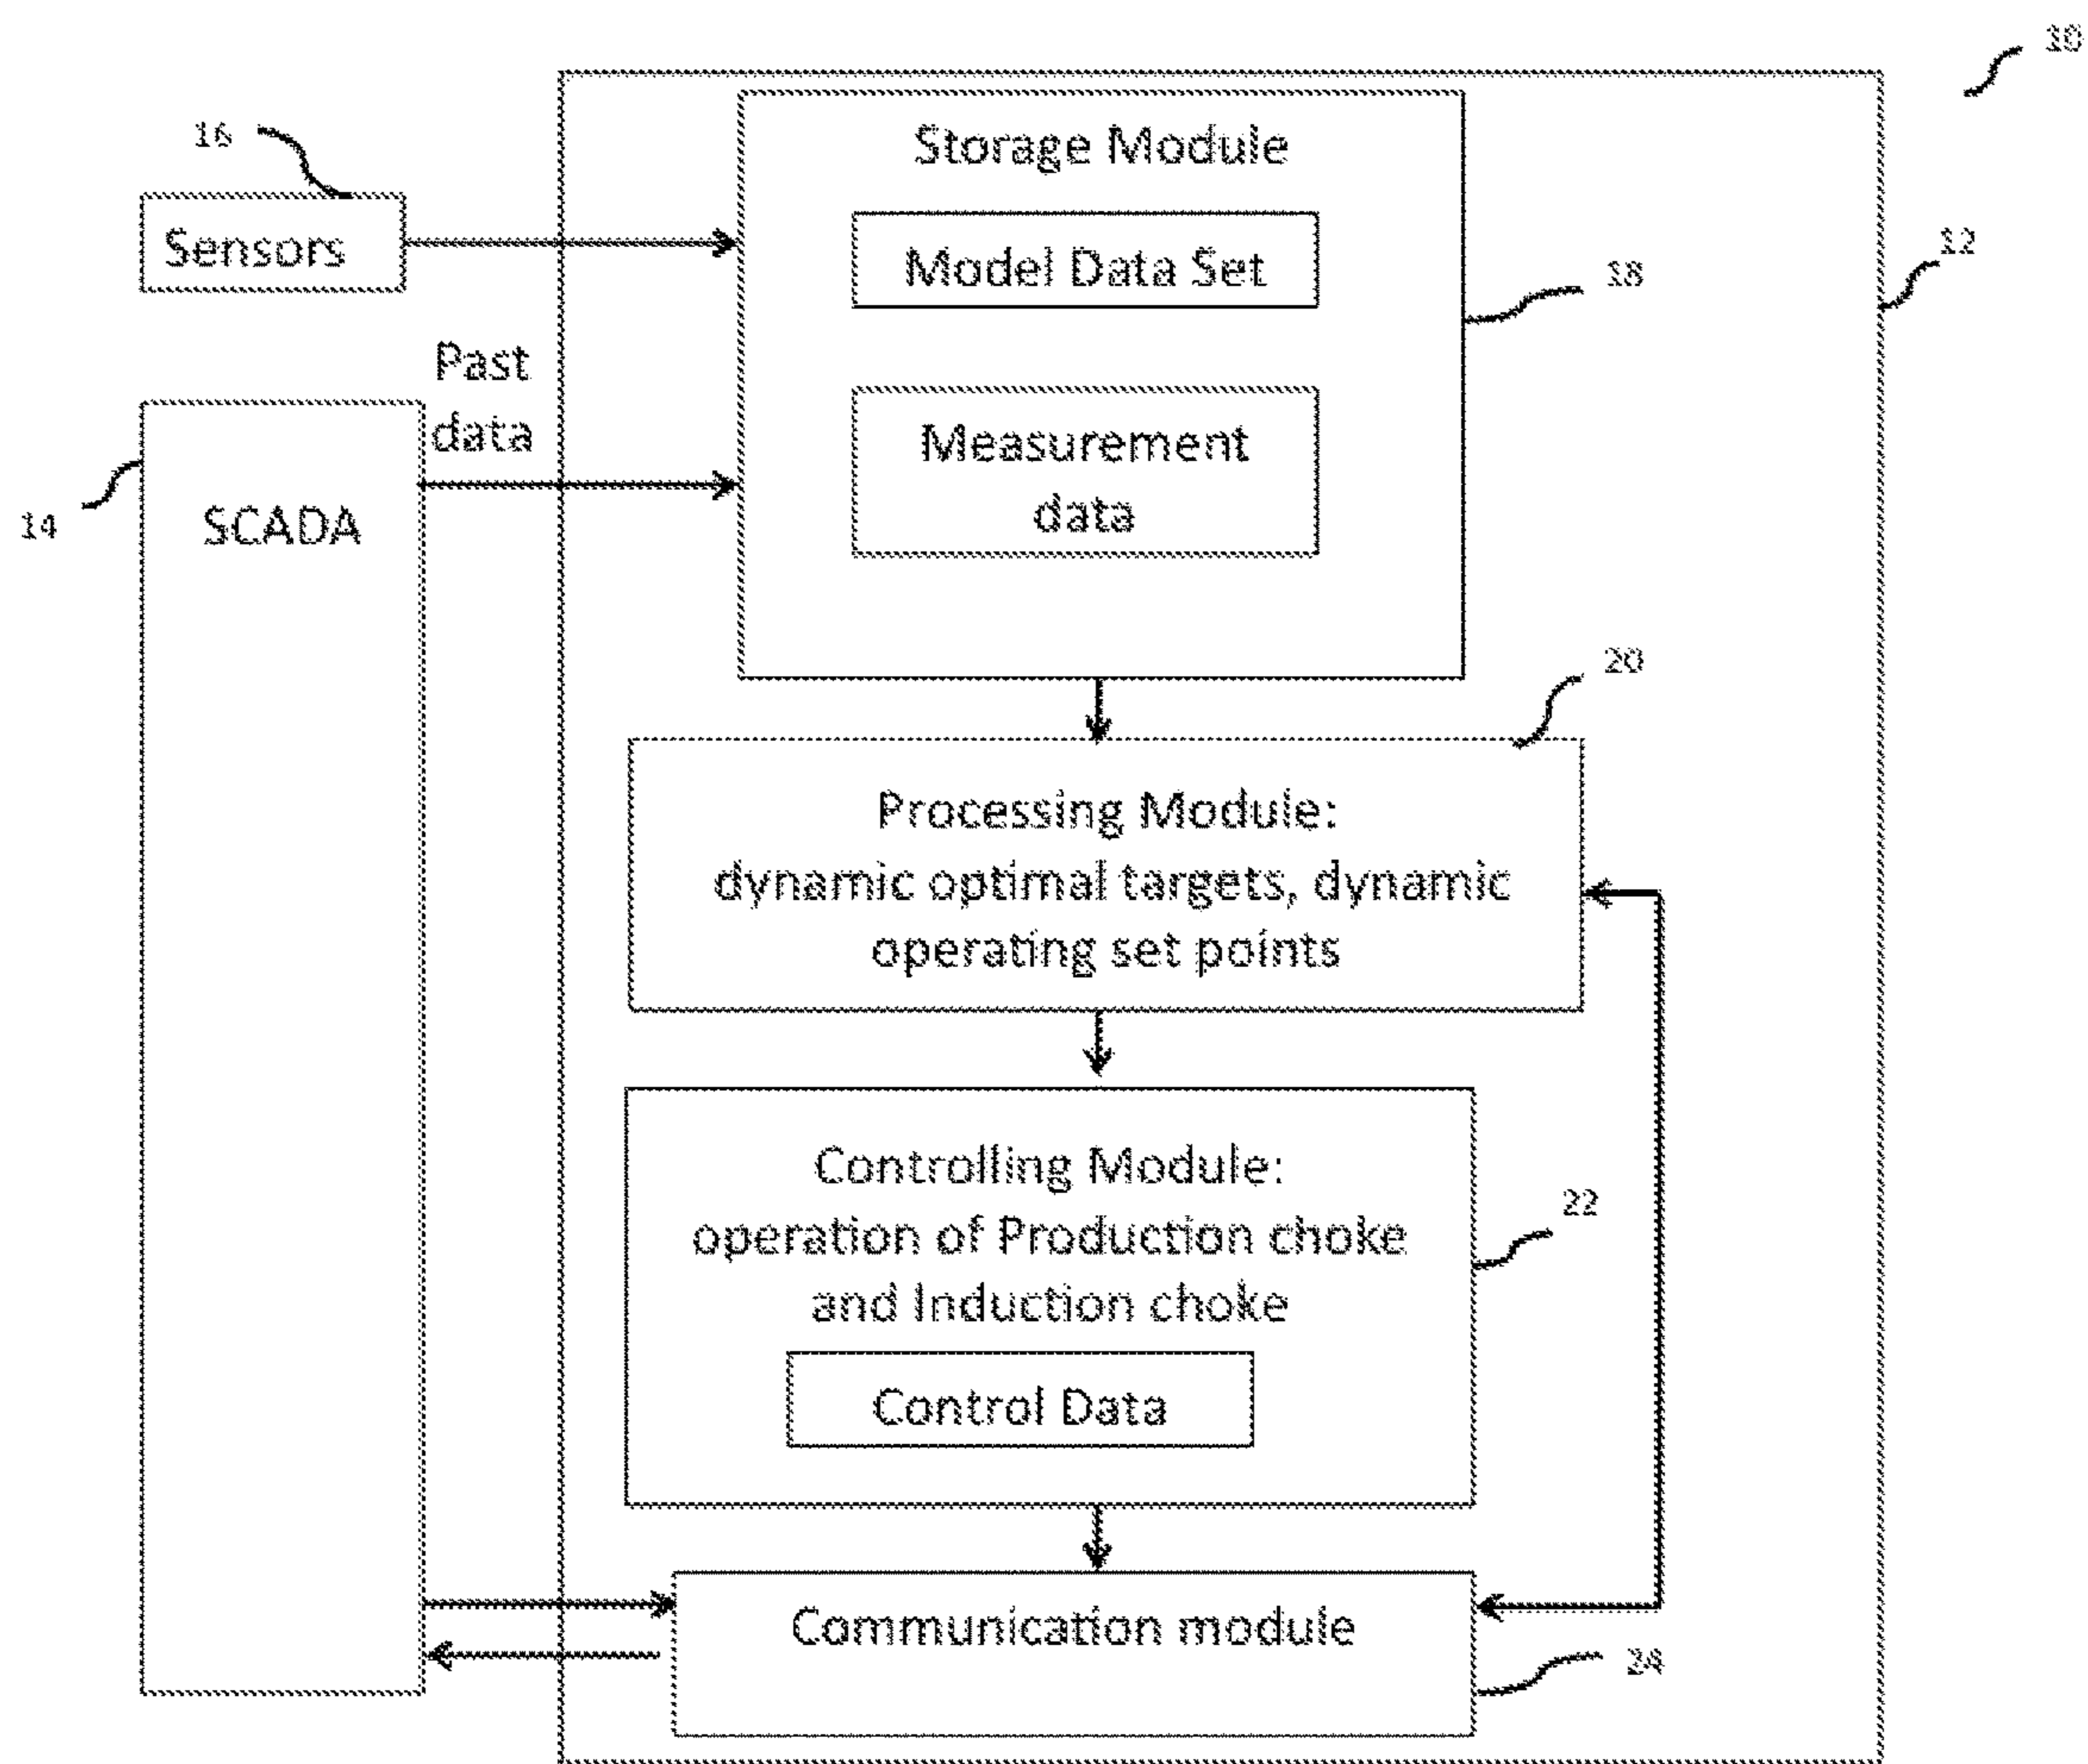 10
16
Storage Module
Sensors
Model Data Set
12
18
Past
data
Measurement
data
14
SCADA
20
Processing Module:
dynamic optimal targets, dynamic
operating set points
Controlling Module:
operation of Production choke
and Induction choke
22
Control Data
Communication module
24